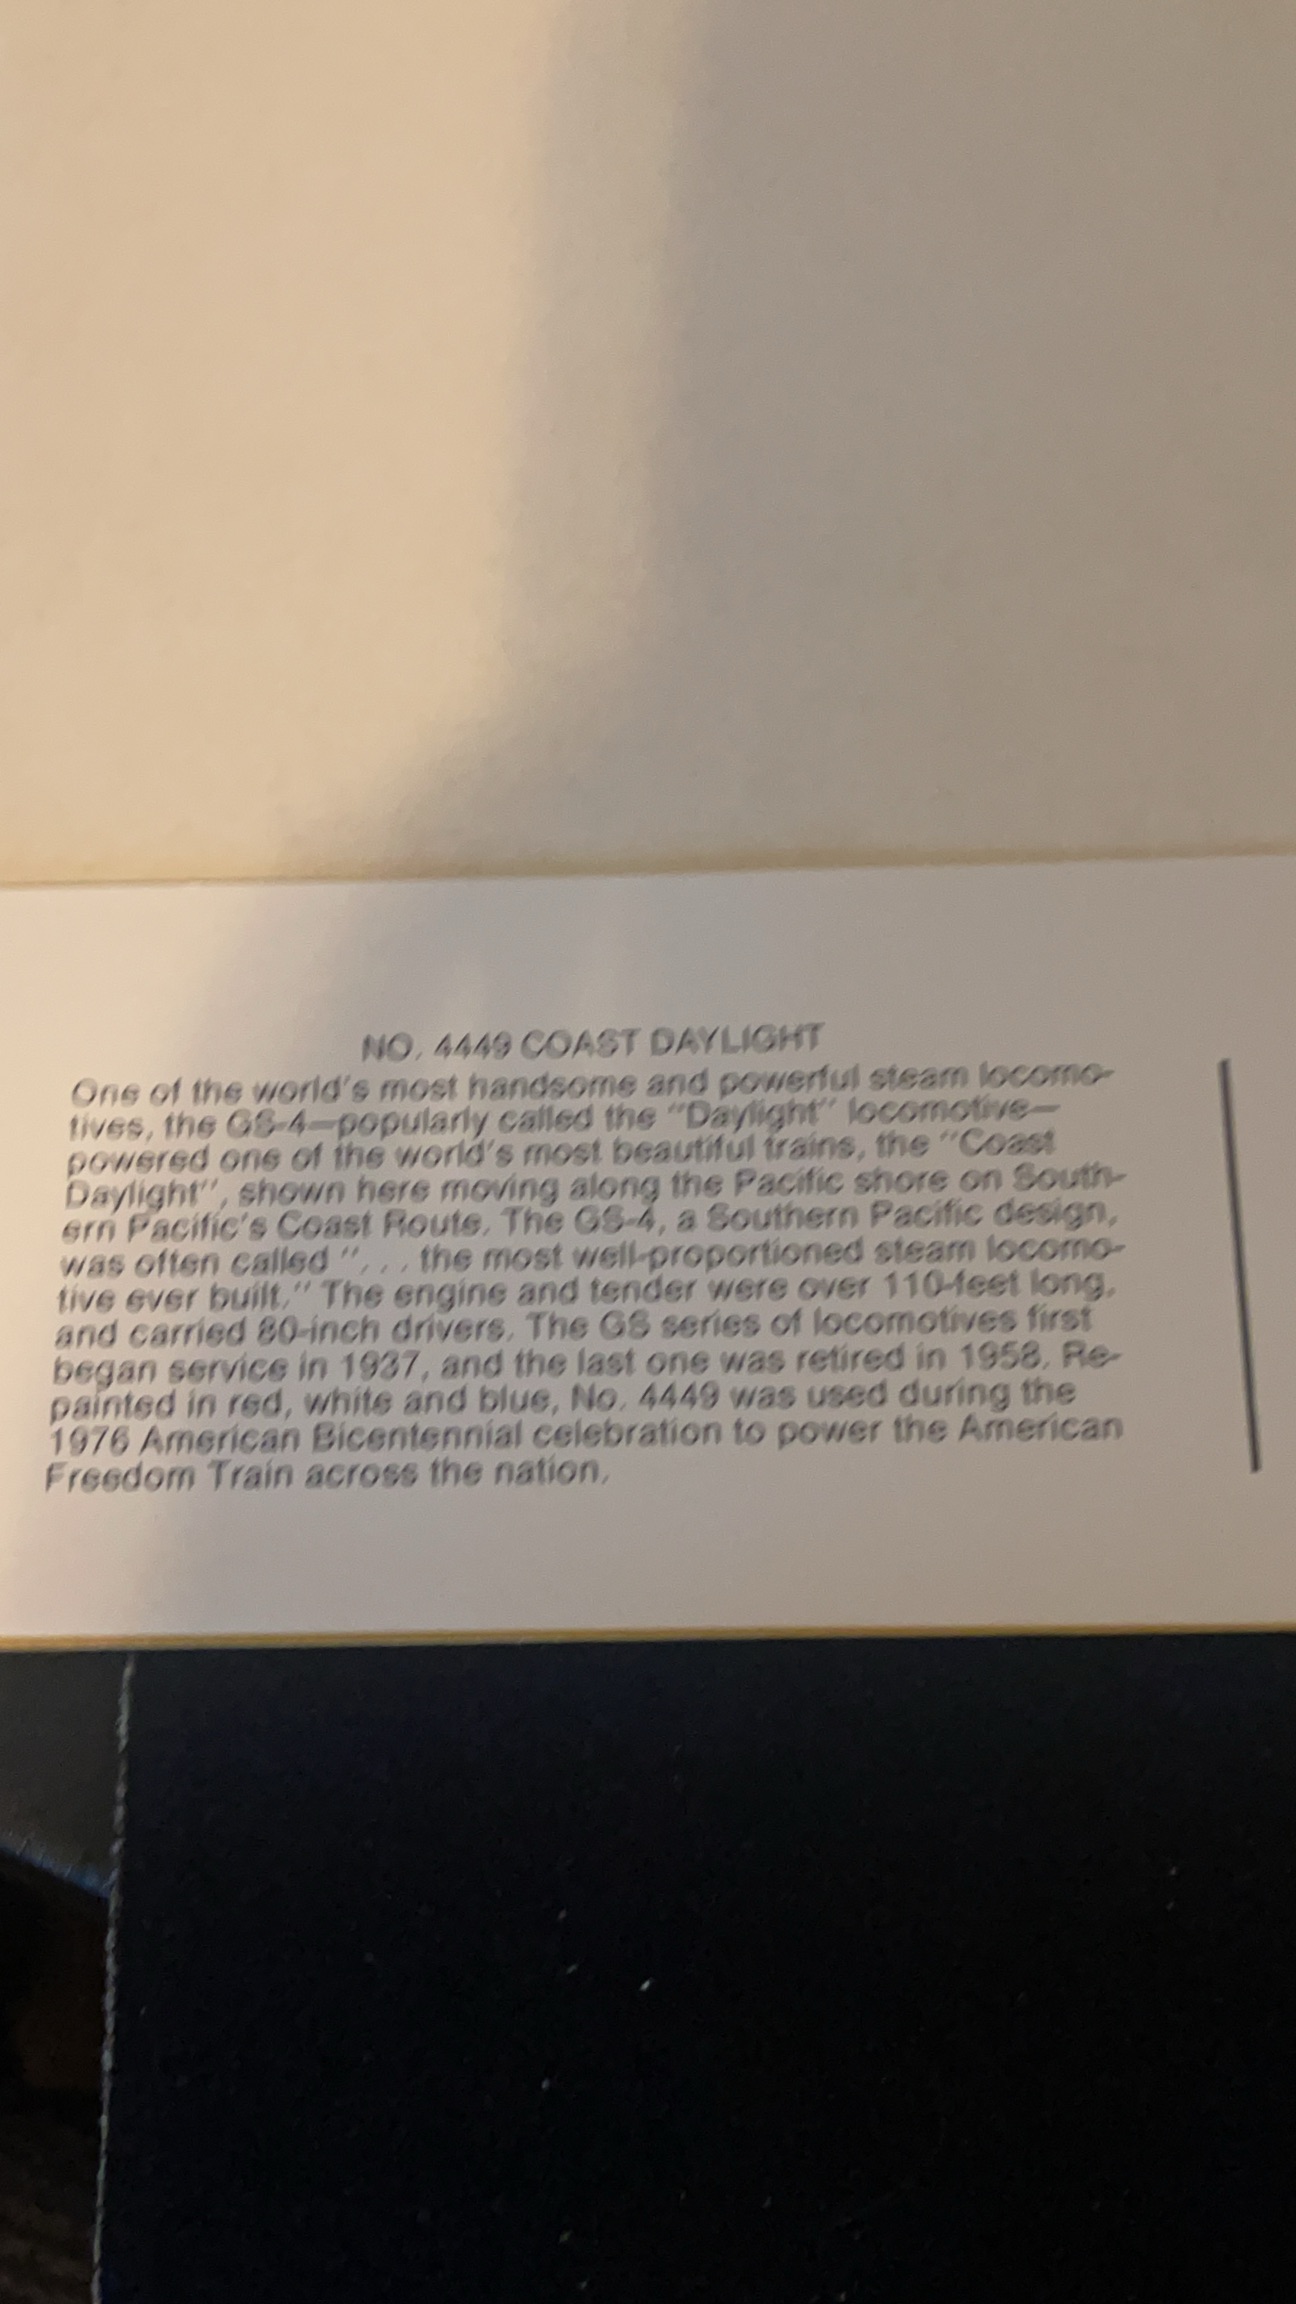 NO. 4449 COAST DAYLIGHT
One of the world's most handsome and powerful steam locomo-
tives, the GS-4—popularly called the "Daylight" locomotive—
powered one of the world's most beautiful trains, the "Coast
Daylight", shown here moving along the Pacific shore on South-
ern Pacific's Coast Route. The GS-4, a Southern Pacific design,
was often called "... the most well-proportioned steam locomo-
tive ever built." The engine and tender were over 110-feet long,
and carried 80-inch drivers. The GS series of locomotives first
began service in 1937, and the last one was retired in 1958. Re-
painted in red, white and blue, No. 4449 was used during the
1976 American Bicentennial celebration to power the American
Freedom Train across the nation.